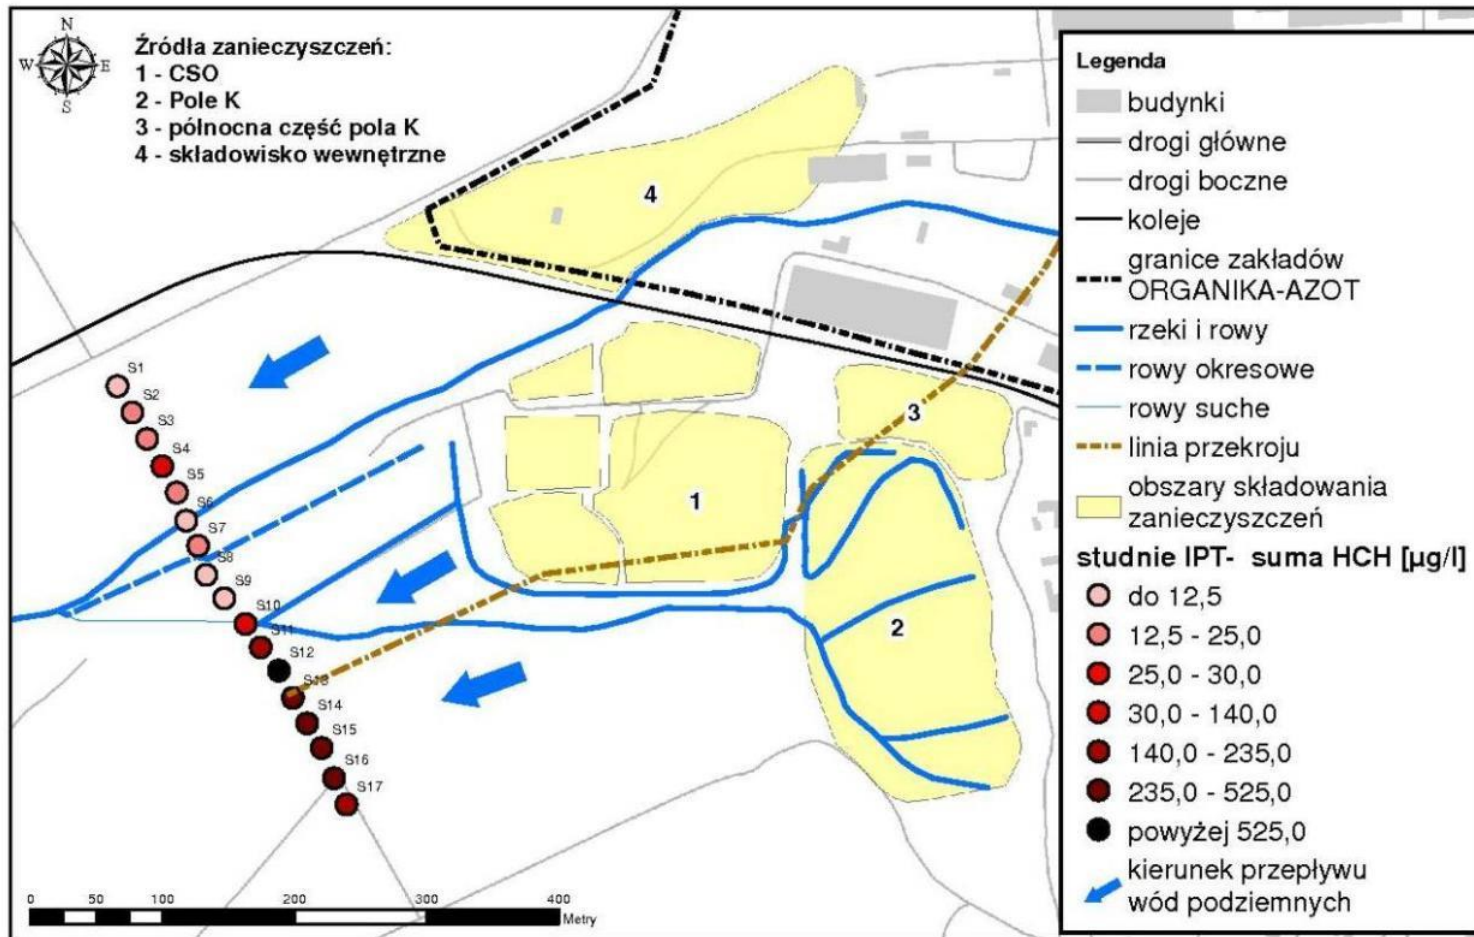 N
W E
S
Źródła zanieczyszczeń:
1 - CSO
2 - Pole K
3 - północna część pola K
4 - składowisko wewnętrzne
4
3
1
2
S1
S2
S3
S4
S5
S6
S7
S8
S9
S10
S11
S12
S13
S14
S15
S16
S17
0 50 100 200 300 400
Metry
Legenda
budynki
drogi główne
drogi boczne
koleje
granice zakładów
ORGANIKA-AZOT
rzeki i rowy
rowy okresowe
rowy suche
linia przekroju
obszary składowania
zanieczyszczeń
studnie IPT- suma HCH [µg/l]
do 12,5
12,5 - 25,0
25,0 - 30,0
30,0 - 140,0
140,0 - 235,0
235,0 - 525,0
powyżej 525,0
kierunek przepływu
wód podziemnych